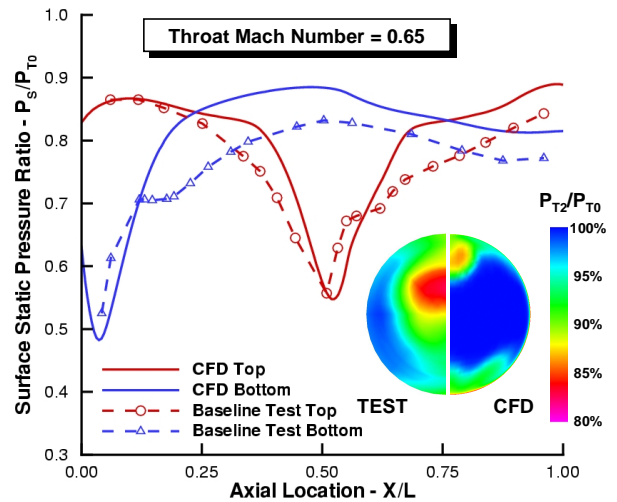 Throat Mach Number = 0.65
Surface Static Pressure Ratio - PS/PT0
1.0
0.9
0.8
0.7
0.6
0.5
0.4
0.3
PT2/PT0
100%
95%
90%
85%
80%
TEST
CFD
CFD Top
CFD Bottom
Baseline Test Top
Baseline Test Bottom
0.00
0.25
0.50
0.75
1.00
Axial Location - X/L